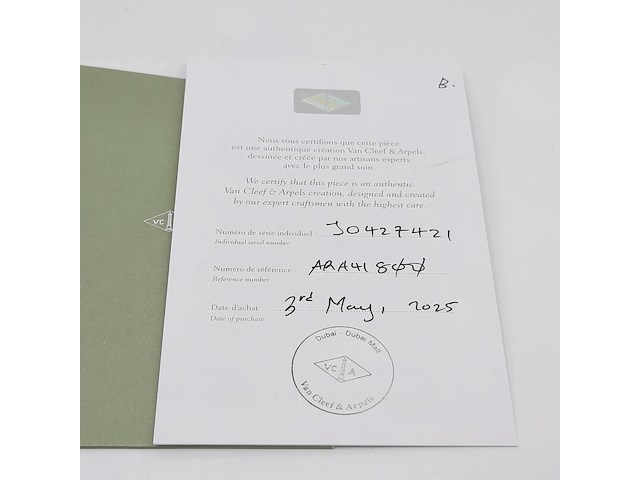 B.
Nous vous certifions que cette pièce
est une authentique création Van Cleef & Arpels,
dessinée et créée par nos artisans experts
avec le plus grand soin.
We certify that this piece is an authentic
Van Cleef & Arpels creation, designed and created
by our expert craftsmen with the highest care.
Numéro de série individuel : JO427421
Individual serial number
Numéro de référence : ARA41800
Reference number
Date d'achat : 3rd May, 2025
Date of purchase
Dubai - Dubai Mall
VC A
Van Cleef & Arpels
VC